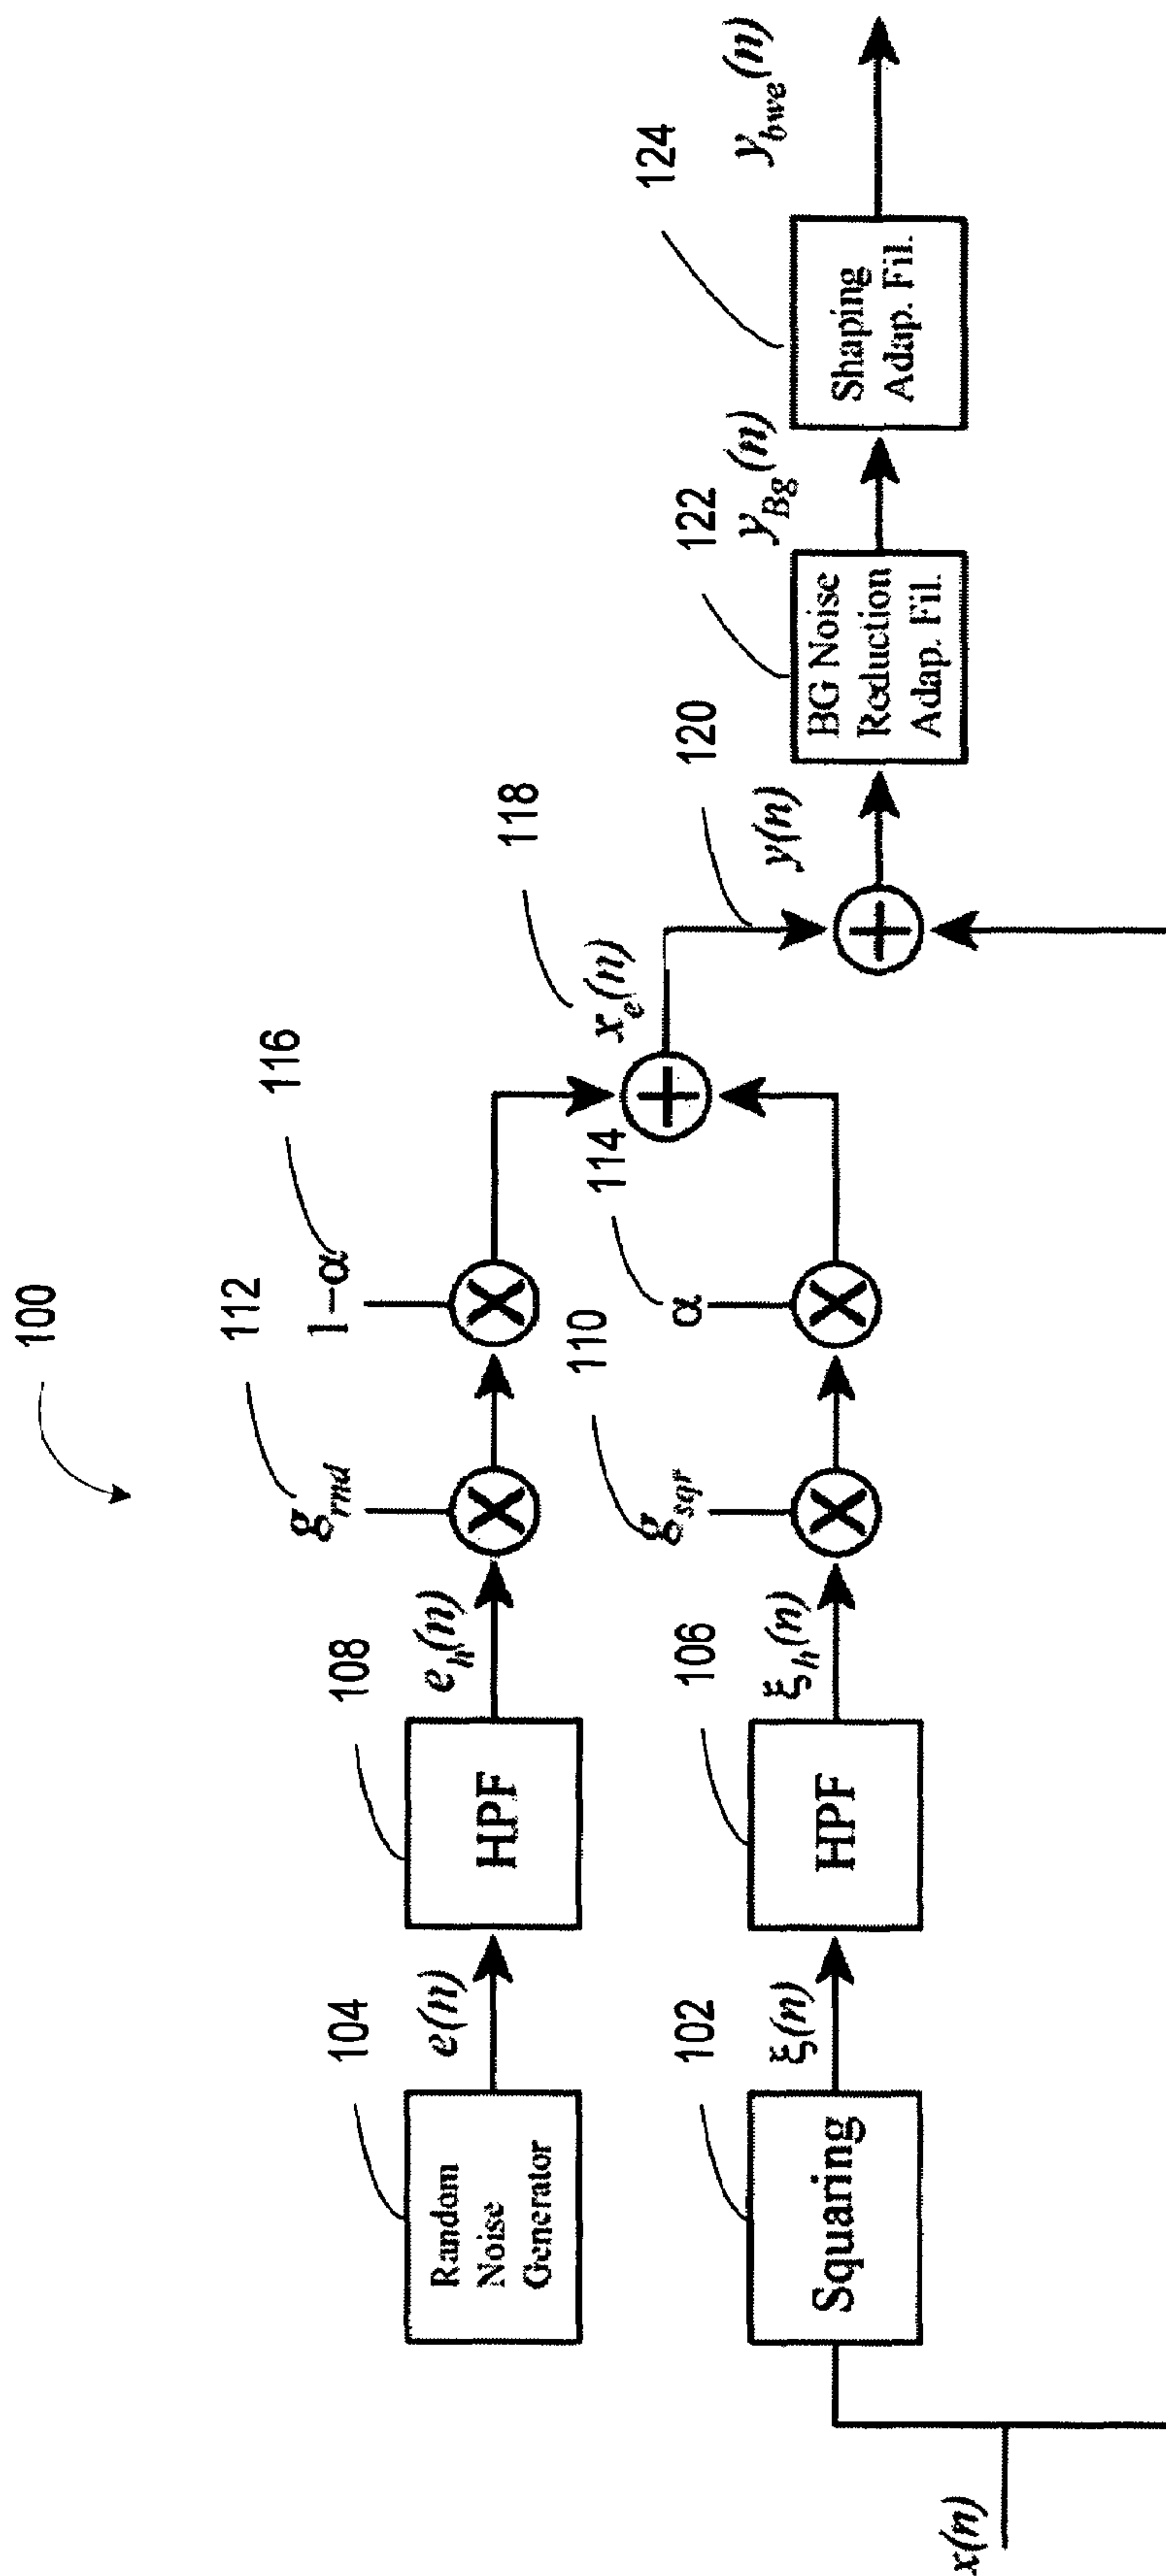 100
112
g_rnd
116
1−α
104
Random
Noise
Generator
e(n)
108
HPF
e_h(n)
118
x_e(n)
102
Squaring
ξ(n)
106
HPF
ξ_h(n)
110
g_sqr
114
α
120
y(n)
122
BG Noise
Reduction
Adap. Fil.
y_Bg(n)
124
Shaping
Adap. Fil.
y_bwe(n)
x(n)